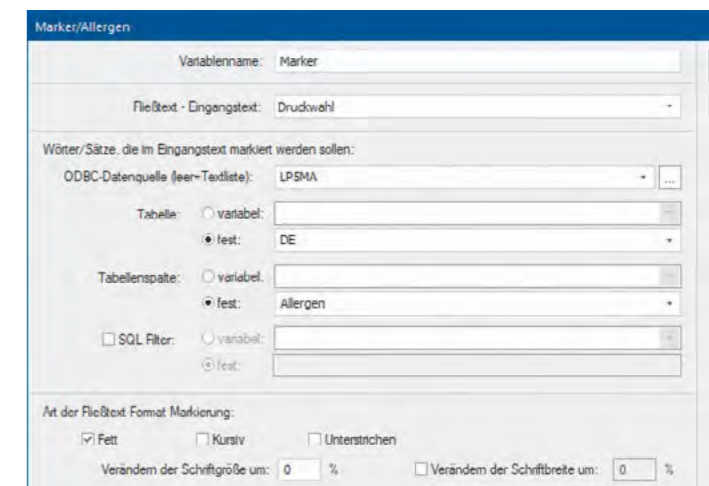 Marker/Allergen
Variablenname: Marker
Fließtext - Eingangstext: Druckwahl
Wörter/Sätze, die im Eingangstext markiert werden sollen:
ODBC-Datenquelle (leer=Textliste): LPSMA ...
Tabelle: variabel:
fest: DE
Tabellenspalte: variabel:
fest: Allergen
SQL Filter: variabel:
fest:
Art der Fließtext Format Markierung:
Fett Kursiv Unterstrichen
Verändern der Schriftgröße um: 0 % Verändern der Schriftbreite um: 0 %